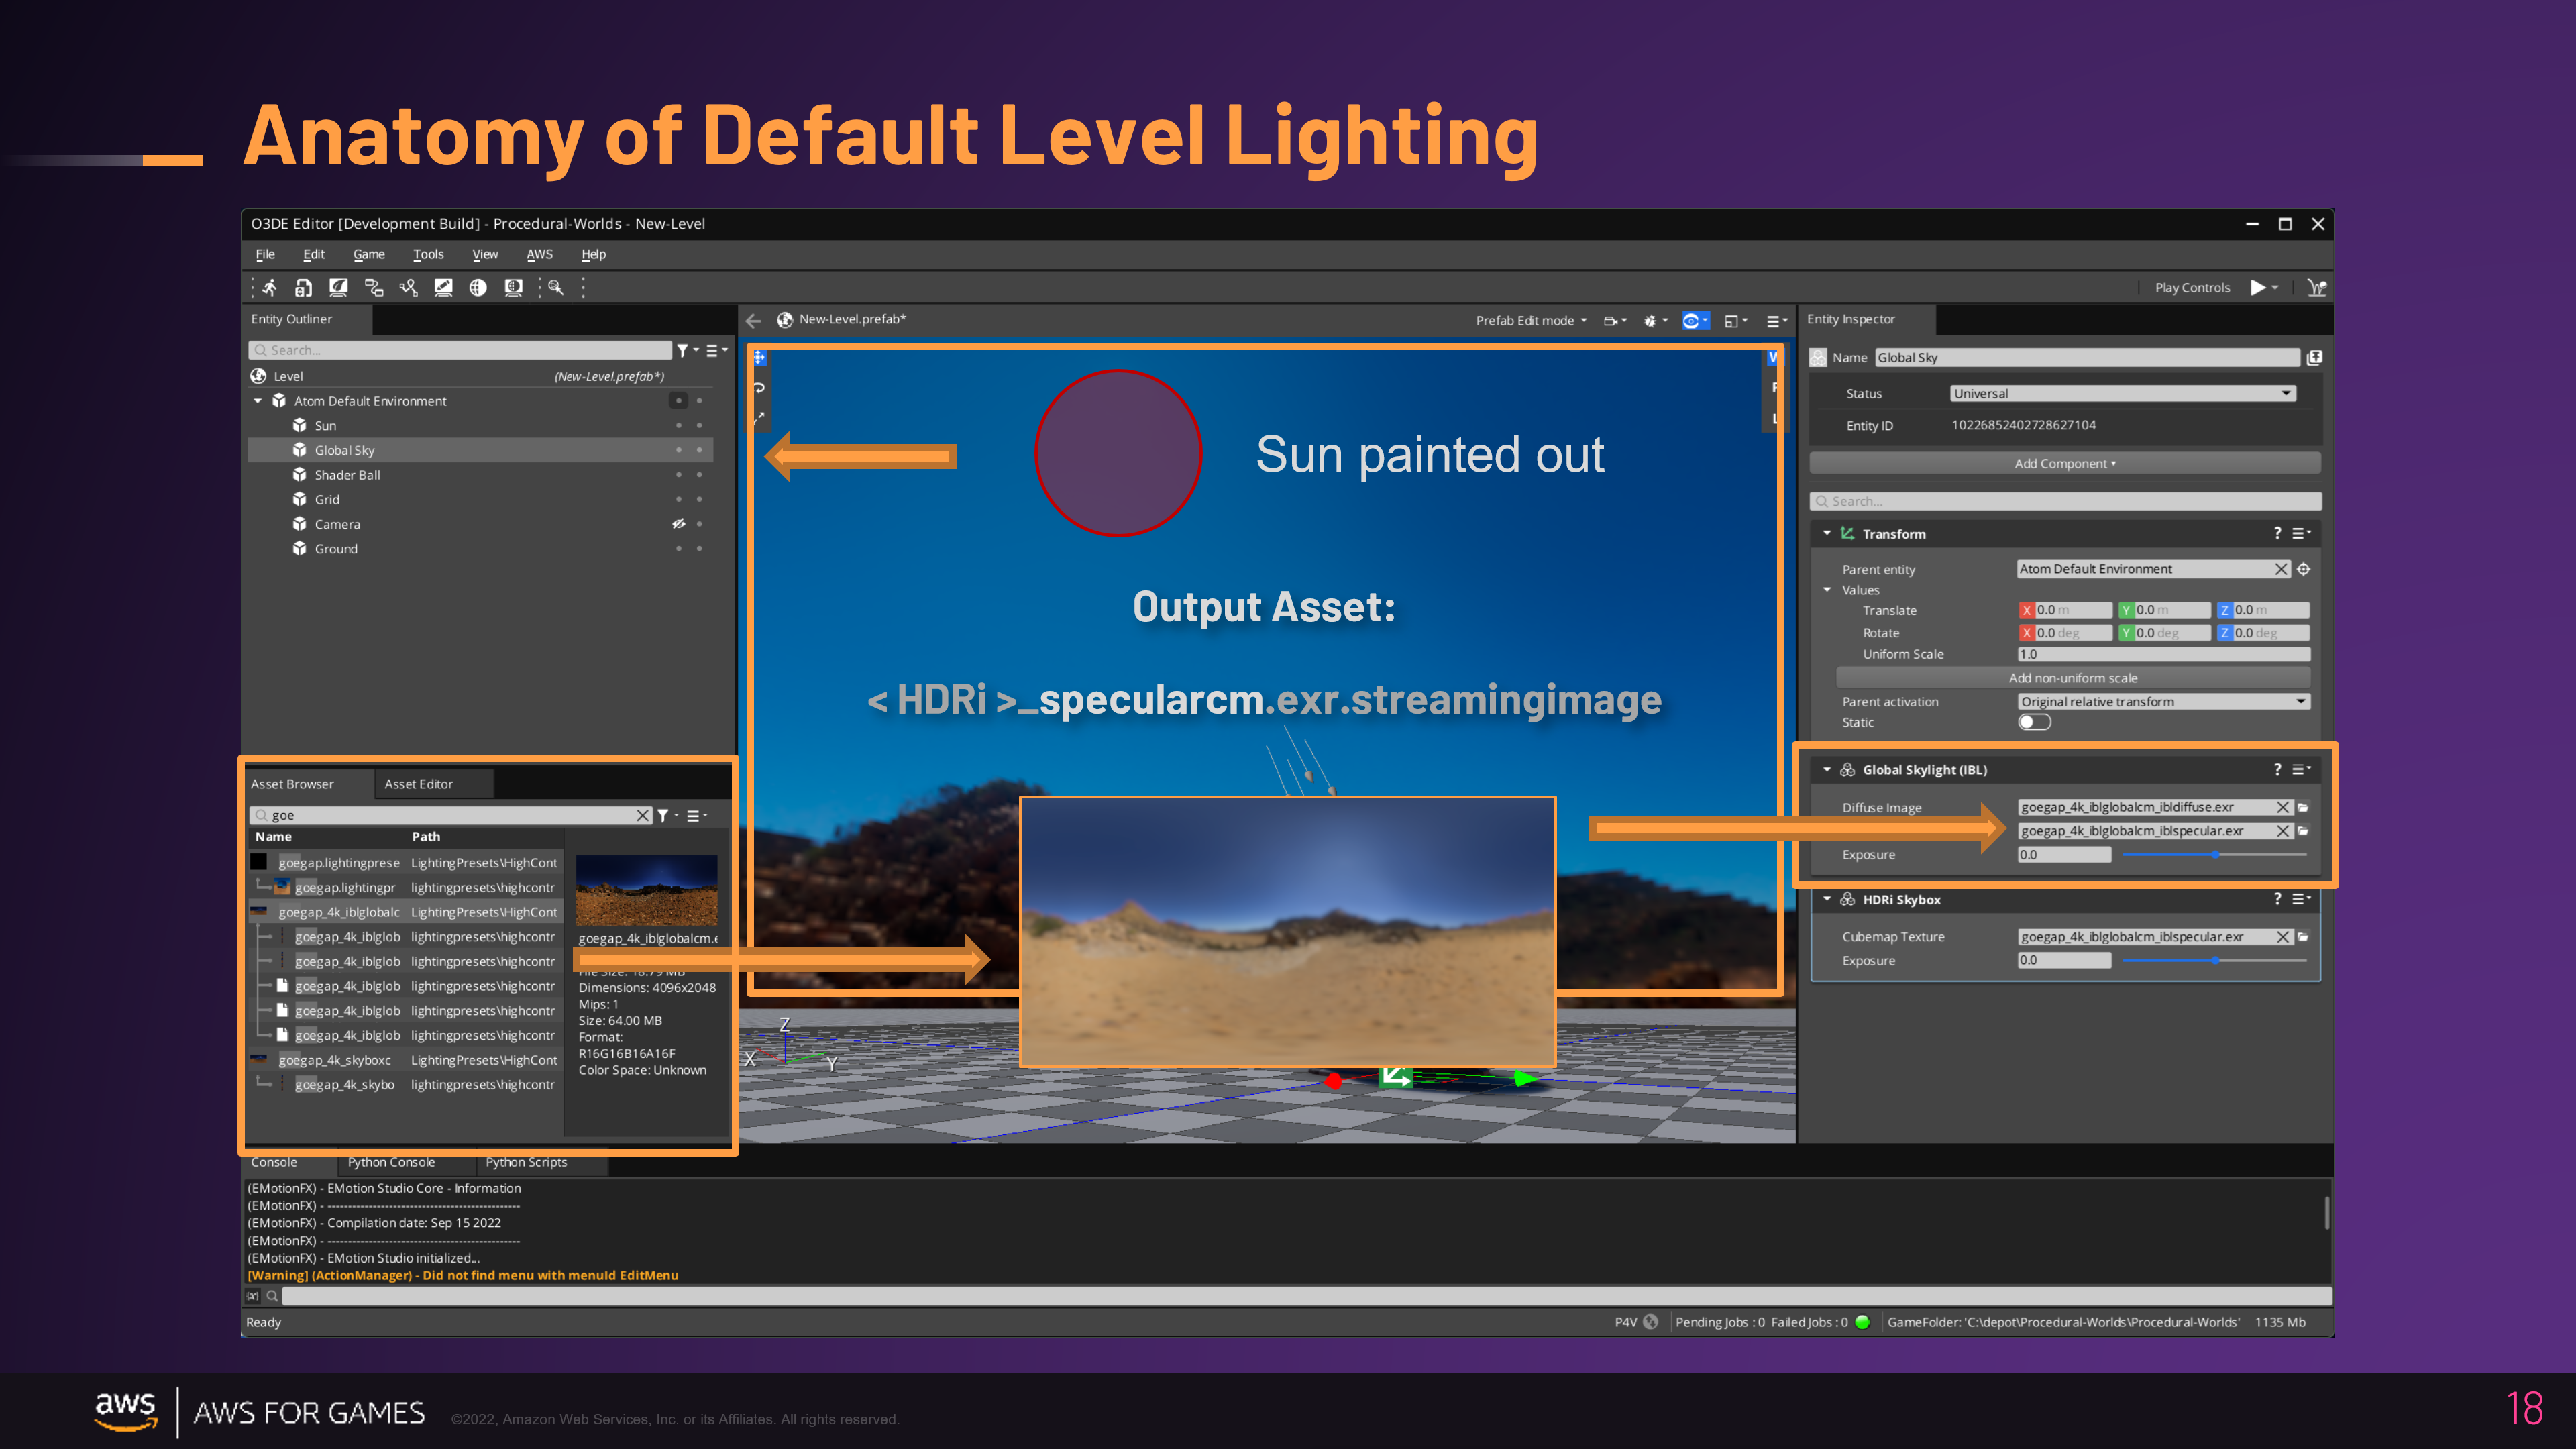 Anatomy of Default Level Lighting
O3DE Editor [Development Build] - Procedural-Worlds - New-Level
File Edit Game Tools View AWS Help
Play Controls
Entity Outliner
Search...
Level (New-Level.prefab*)
Atom Default Environment
Sun
Global Sky
Shader Ball
Grid
Camera
Ground
New-Level.prefab*
Prefab Edit mode
Sun painted out
Output Asset:
< HDRi >_specularcm.exr.streamingimage
Z
X
Y
Entity Inspector
Name Global Sky
Status Universal
Entity ID 10226852402728627104
Add Component
Search...
Transform ?
Parent entity Atom Default Environment
Values
Translate X 0.0 m Y 0.0 m Z 0.0 m
Rotate X 0.0 deg Y 0.0 deg Z 0.0 deg
Uniform Scale 1.0
Add non-uniform scale
Parent activation Original relative transform
Static
Global Skylight (IBL) ?
Diffuse Image goegap_4k_iblglobalcm_ibldiffuse.exr
goegap_4k_iblglobalcm_iblspecular.exr
Exposure 0.0
HDRi Skybox ?
Cubemap Texture goegap_4k_iblglobalcm_iblspecular.exr
Exposure 0.0
Asset Browser Asset Editor
goe
Name Path
goegap.lightingprese LightingPresets\HighCont
goegap.lightingpr lightingpresets\highcontr
goegap_4k_iblglobalc LightingPresets\HighCont
goegap_4k_iblglob lightingpresets\highcontr
goegap_4k_iblglob lightingpresets\highcontr
goegap_4k_iblglob lightingpresets\highcontr
goegap_4k_iblglob lightingpresets\highcontr
goegap_4k_iblglob lightingpresets\highcontr
goegap_4k_skyboxc LightingPresets\HighCont
goegap_4k_skybo lightingpresets\highcontr
goegap_4k_iblglobalcm.e
Dimensions: 4096x2048
Mips: 1
Size: 64.00 MB
Format:
R16G16B16A16F
Color Space: Unknown
Console Python Console Python Scripts
(EMotionFX) - EMotion Studio Core - Information
(EMotionFX) - -----------------------------------------------
(EMotionFX) - Compilation date: Sep 15 2022
(EMotionFX) - -----------------------------------------------
(EMotionFX) - EMotion Studio initialized...
[Warning] (ActionManager) - Did not find menu with menuId EditMenu
Ready
P4V Pending Jobs : 0 Failed Jobs : 0 GameFolder: 'C:\depot\Procedural-Worlds\Procedural-Worlds' 1135 Mb
aws AWS FOR GAMES ©2022, Amazon Web Services, Inc. or its Affiliates. All rights reserved.
18